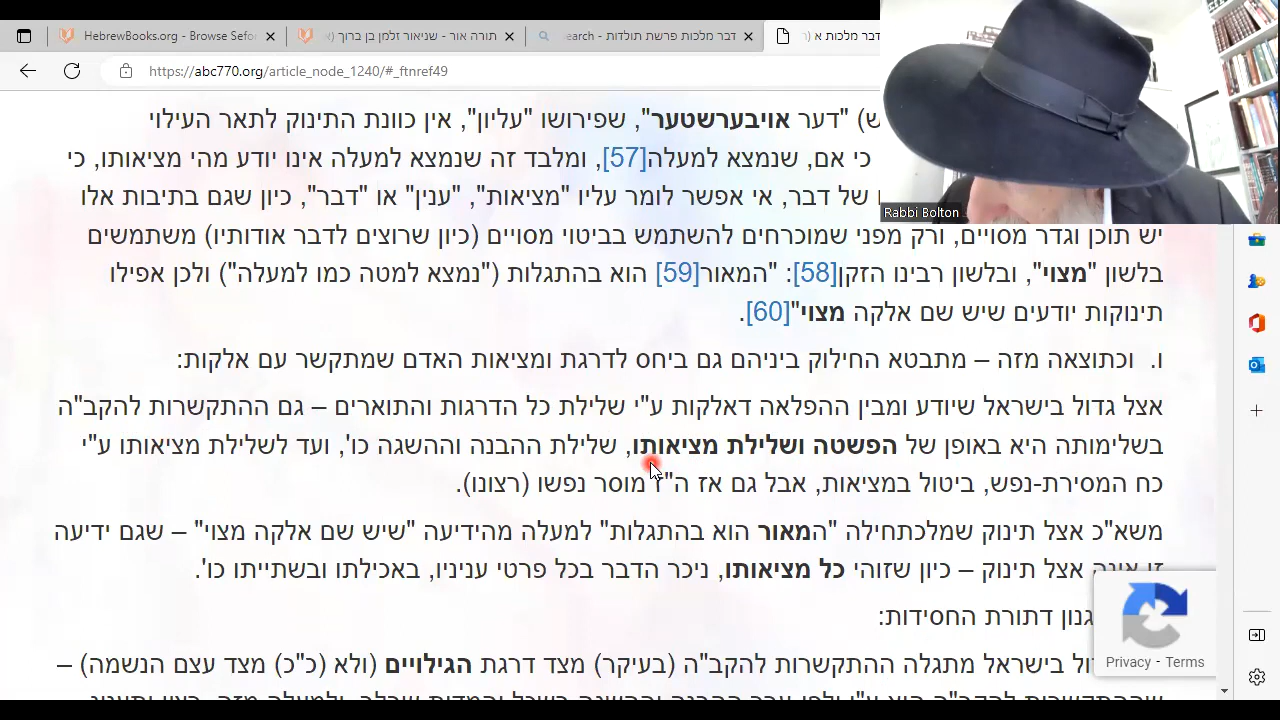 HebrewBooks.org - Browse Sefor
תורה אור - שניאור זלמן בן ברוך (א
דבר מלכות פרשת תולדות - earch
דבר מלכות א (ר
https://abc770.org/article_node_1240/#_ftnref49
Rabbi Bolton
ש) "דער אויבערשטער", שפירושו "עליון", אין כוונת התינוק לתאר העילוי
כי אם, שנמצא למעלה[57], ומלבד זה שנמצא למעלה אינו יודע מהי מציאותו, כי
של דבר, אי אפשר לומר עליו "מציאות", "ענין" או "דבר", כיון שגם בתיבות אלו
יש תוכן וגדר מסויים, ורק מפני שמוכרחים להשתמש בביטוי מסויים (כיון שרוצים לדבר אודותיו) משתמשים
בלשון "מצוי", ובלשון רבינו הזקן[58]: "המאור[59] הוא בהתגלות ("נמצא למטה כמו למעלה") ולכן אפילו
תינוקות יודעים שיש שם אלקה מצוי"[60].
ו. וכתוצאה מזה – מתבטא החילוק ביניהם גם ביחס לדרגת ומציאות האדם שמתקשר עם אלקות:
אצל גדול בישראל שיודע ומבין ההפלאה דאלקות ע"י שלילת כל הדרגות והתוארים – גם ההתקשרות להקב"ה
בשלימותה היא באופן של הפשטה ושלילת מציאותו, שלילת ההבנה וההשגה כו', ועד לשלילת מציאותו ע"י
כח המסירת-נפש, ביטול במציאות, אבל גם אז ה"ז מוסר נפשו (רצונו).
משא"כ אצל תינוק שמלכתחילה "המאור הוא בהתגלות" למעלה מהידיעה "שיש שם אלקה מצוי" – שגם ידיעה
זו אינה אצל תינוק – כיון שזוהי כל מציאותו, ניכר הדבר בכל פרטי עניניו, באכילתו ובשתייתו כו'.
גנון דתורת החסידות:
דול בישראל מתגלה ההתקשרות להקב"ה (בעיקר) מצד דרגת הגילויים (ולא (כ"כ) מצד עצם הנשמה) –
Privacy - Terms